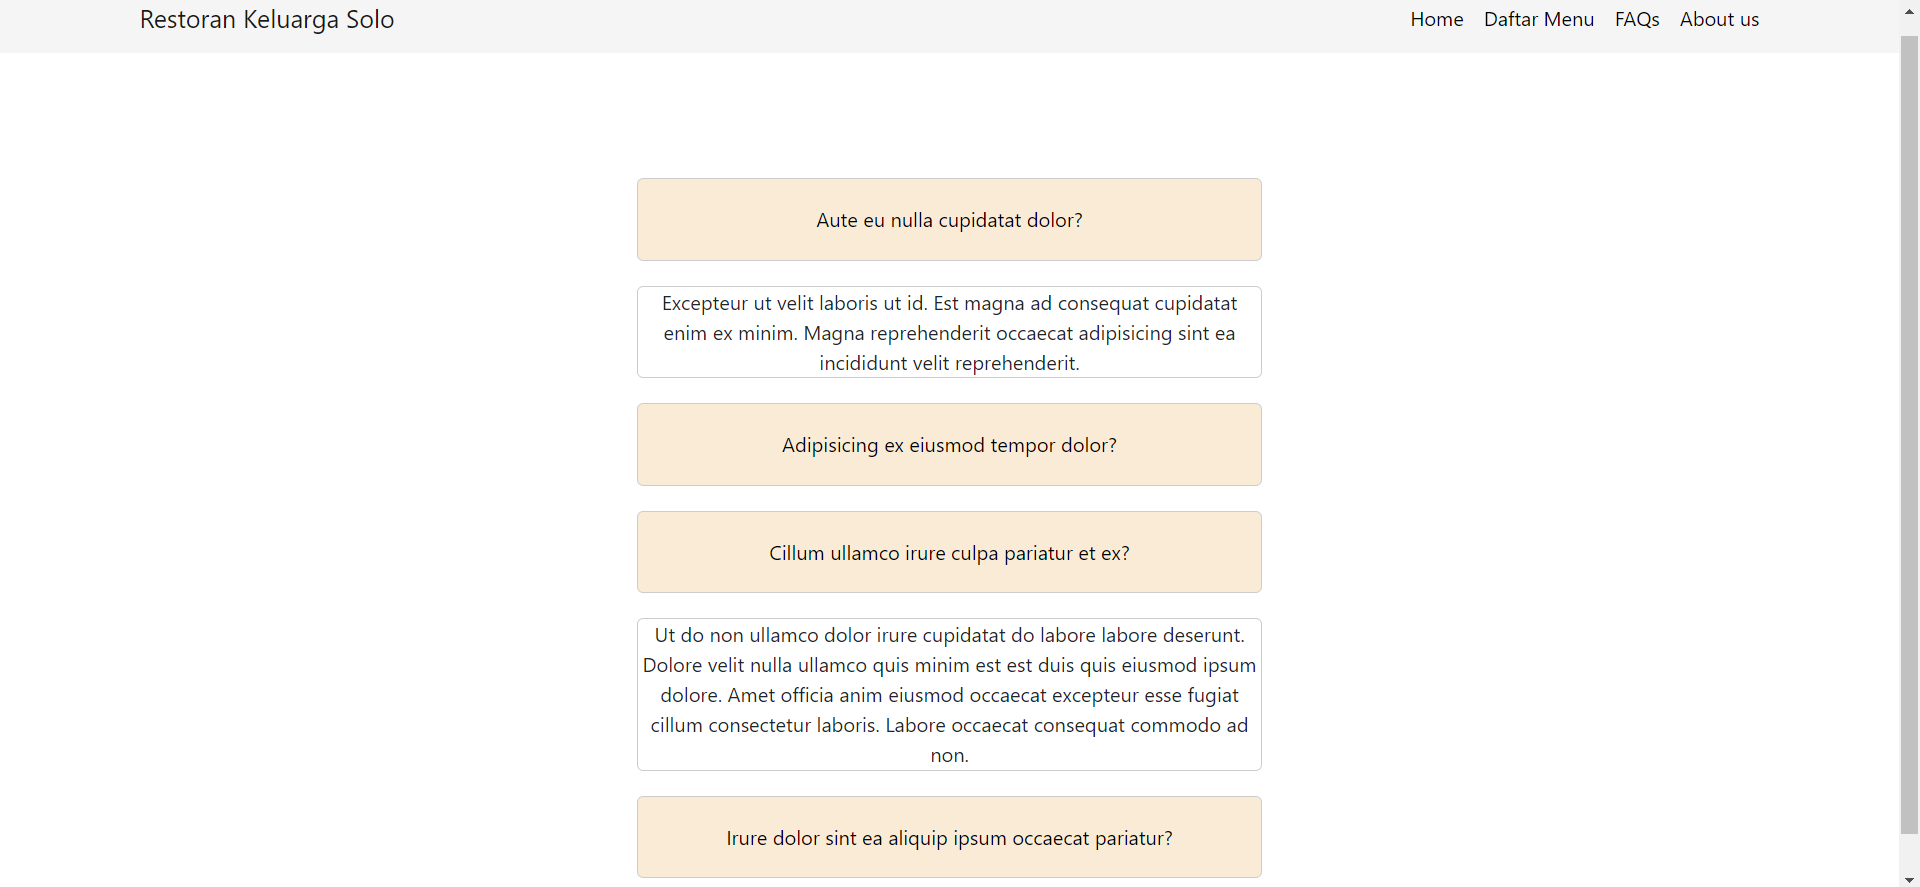 Restoran Keluarga Solo
Home Daftar Menu FAQs About us
Aute eu nulla cupidatat dolor?
Excepteur ut velit laboris ut id. Est magna ad consequat cupidatat
enim ex minim. Magna reprehenderit occaecat adipisicing sint ea
incididunt velit reprehenderit.
Adipisicing ex eiusmod tempor dolor?
Cillum ullamco irure culpa pariatur et ex?
Ut do non ullamco dolor irure cupidatat do labore labore deserunt.
Dolore velit nulla ullamco quis minim est est duis quis eiusmod ipsum
dolore. Amet officia anim eiusmod occaecat excepteur esse fugiat
cillum consectetur laboris. Labore occaecat consequat commodo ad
non.
Irure dolor sint ea aliquip ipsum occaecat pariatur?